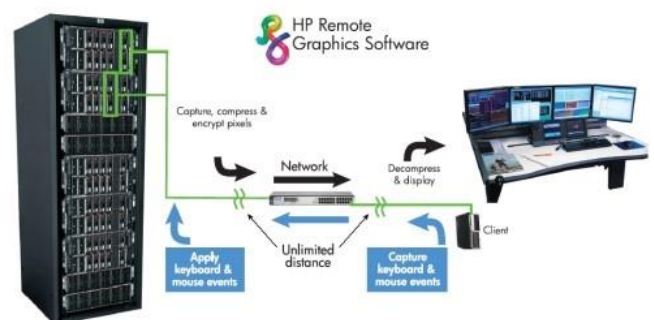 HP Remote
Graphics Software
Capture, compress &
encrypt pixels
Network
Decompress
& display
Apply
keyboard &
mouse events
Unlimited
distance
Capture
keyboard &
mouse events
Client